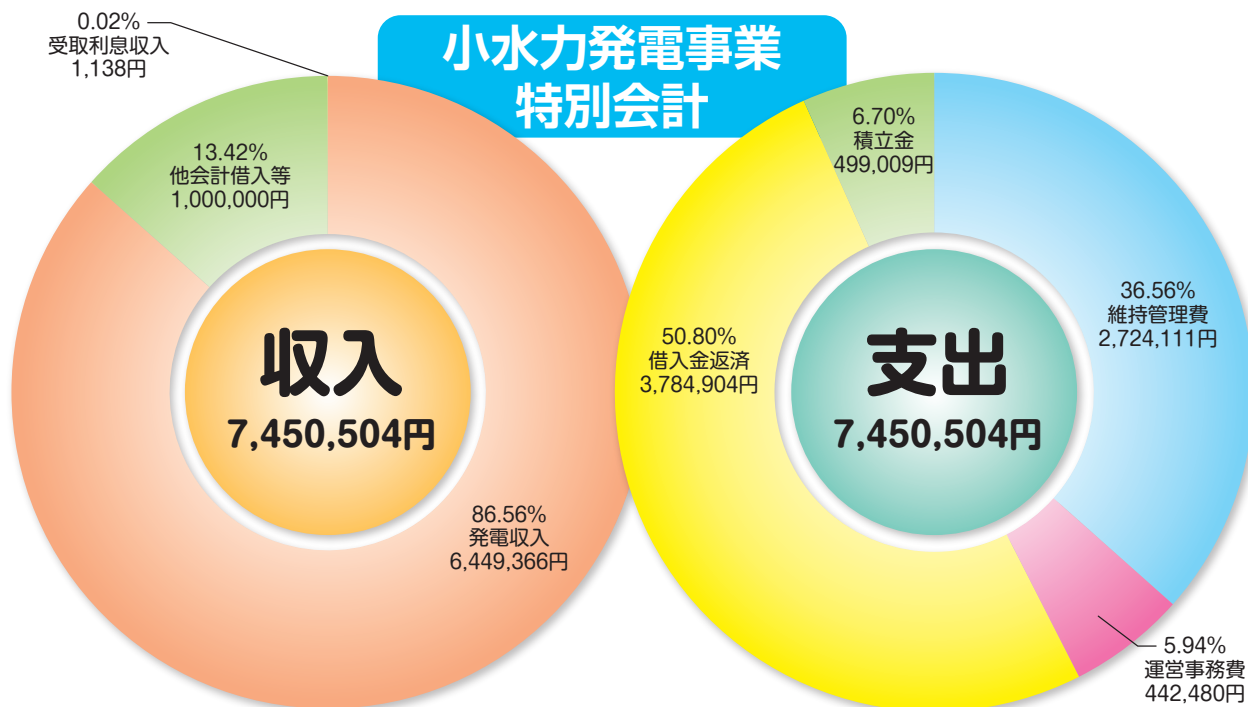 小水力発電事業
特別会計
0.02%
受取利息収入
1,138円
13.42%
他会計借入等
1,000,000円
収入
7,450,504円
86.56%
発電収入
6,449,366円
6.70%
積立金
499,009円
36.56%
維持管理費
2,724,111円
50.80%
借入金返済
3,784,904円
支出
7,450,504円
5.94%
運営事務費
442,480円